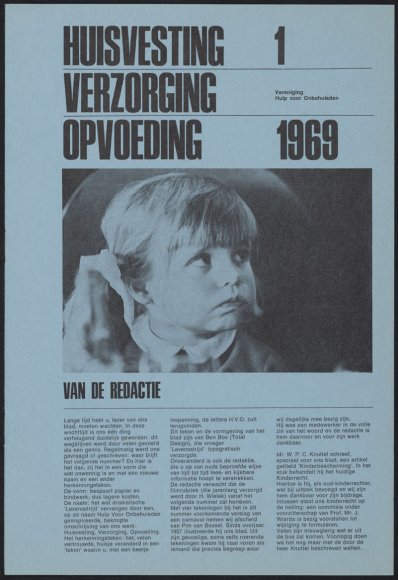 HUISVESTING 1
VERZORGING
Vereniging
Hulp voor Onbehuisden
OPVOEDING 1969
VAN DE REDACTIE
Lange tijd hebt u, lezer van ons
blad, moeten wachten. In deze
wachttijd is ons één ding
verheugend duidelijk geworden: dit
wegblijven werd door velen gevoeld
als een gemis. Regelmatig werd ons
gevraagd of geschreven: waar blijft
het volgende nummer? En hier is
het dan, zij het in een vorm die
wat onwennig is en met een nieuwe
naam en een ander
herkenningsteken.
De vorm: bespaart papier en
bindwerk: dus lagere kosten.
De naam: het wat dramatische
'Levenstrijd' vervangen door een,
op de naam Hulp Voor Onbehuisden
geïnspireerde, beknopte
omschrijving van ons werk:
Huisvesting, Verzorging, Opvoeding.
Het herkenningsteken: het, velen
vertrouwde, huisje veranderd in een
'teken' waarin u, met een beetje
inspanning, de letters H.V.O. zult
terugvinden.
Dit teken en de vormgeving van het
blad zijn van Ben Bos (Total
Design), die vroeger
'Levenstrijd' typografisch
verzorgde.
Onveranderd is ook de redactie,
die u op van ouds beproefde wijze
van tijd tot tijd lees- en kijkbare
informatie hoopt te verstrekken.
De redactie verwacht dat de
filmrubriek (die jarenlang verzorgd
werd door H. Wielek) vanaf het
volgende nummer zal herleven.
Met vier tekeningen bij het in dit
nummer voorkomende verslag van
een carnaval nemen wij afscheid
van Pim van Boxsel. Sinds voorjaar
1957 illustreerde hij ons blad. Uit
zijn gevoelige, soms zelfs roerende
tekeningen kwam hij naar voren als
iemand die precies begreep waar
wij dagelijks mee bezig zijn.
Hij was een medewerker in de volle
zin van het woord en de redactie is
hem daarvoor en voor zijn werk
dankbaar.
Mr. W. P. C. Knuttel schreef,
speciaal voor ons blad, een artikel
getiteld 'Kinderbescherming'. In het
stuk behandelt hij het huidige
Kinderrecht.
Hierbij is hij, als oud-kinderrechter,
wel bij uitstek bevoegd en wij zijn
hem dankbaar voor zijn bijdrage.
Intussen staat ons kinderrecht op
de helling: een commissie onder
voorzitterschap van Prof. Mr. J.
Wiarda is bezig voorstellen tot
wijziging te formuleren.
Velen zijn nieuwsgierig wat er uit
de bus zal komen. Voorlopig doen
we het nog maar met de door de
heer Knuttel beschreven wetten.